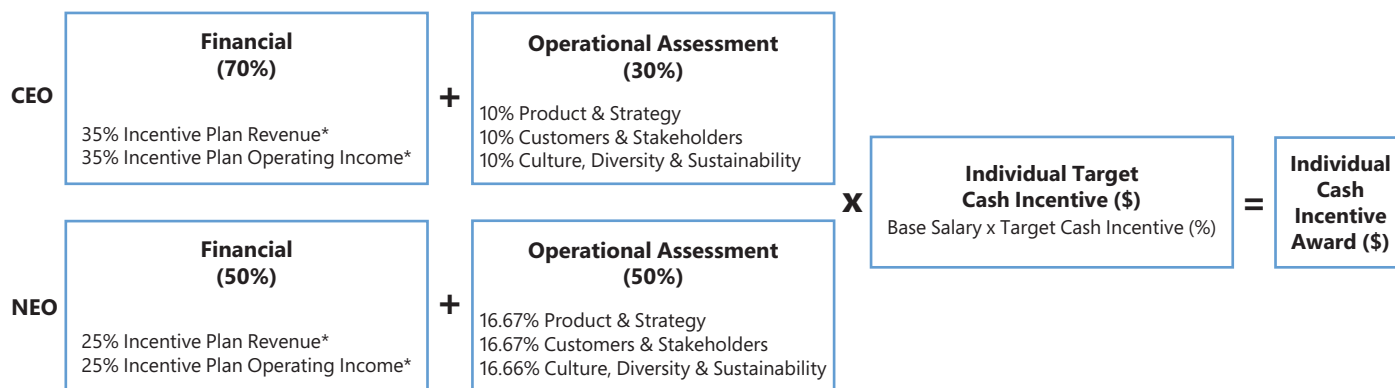 CEO
Financial
(70%)
35% Incentive Plan Revenue*
35% Incentive Plan Operating Income*
+
Operational Assessment
(30%)
10% Product & Strategy
10% Customers & Stakeholders
10% Culture, Diversity & Sustainability
NEO
Financial
(50%)
25% Incentive Plan Revenue*
25% Incentive Plan Operating Income*
+
Operational Assessment
(50%)
16.67% Product & Strategy
16.67% Customers & Stakeholders
16.66% Culture, Diversity & Sustainability
x
Individual Target
Cash Incentive ($)
Base Salary x Target Cash Incentive (%)
=
Individual
Cash
Incentive
Award ($)